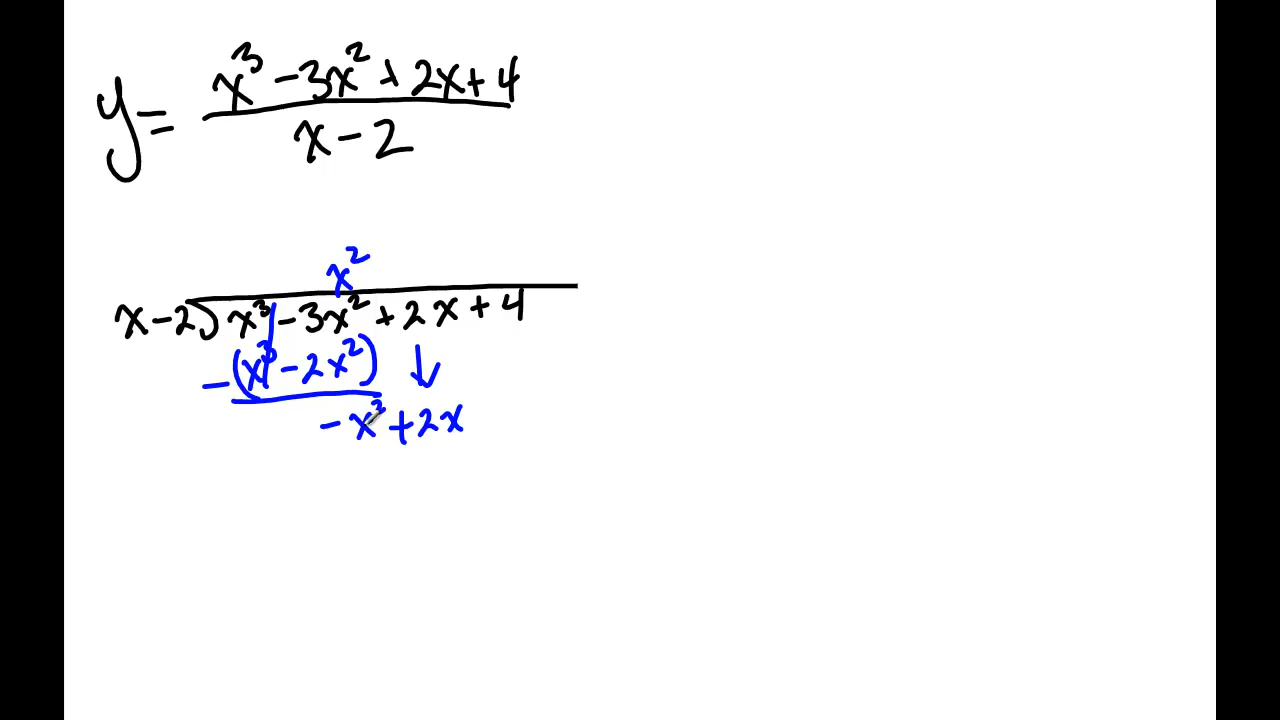 y = x³ - 3x² + 2x + 4
x - 2
x²
x - 2) x³ - 3x² + 2x + 4
- (x³ - 2x²) ↓
- x² + 2x